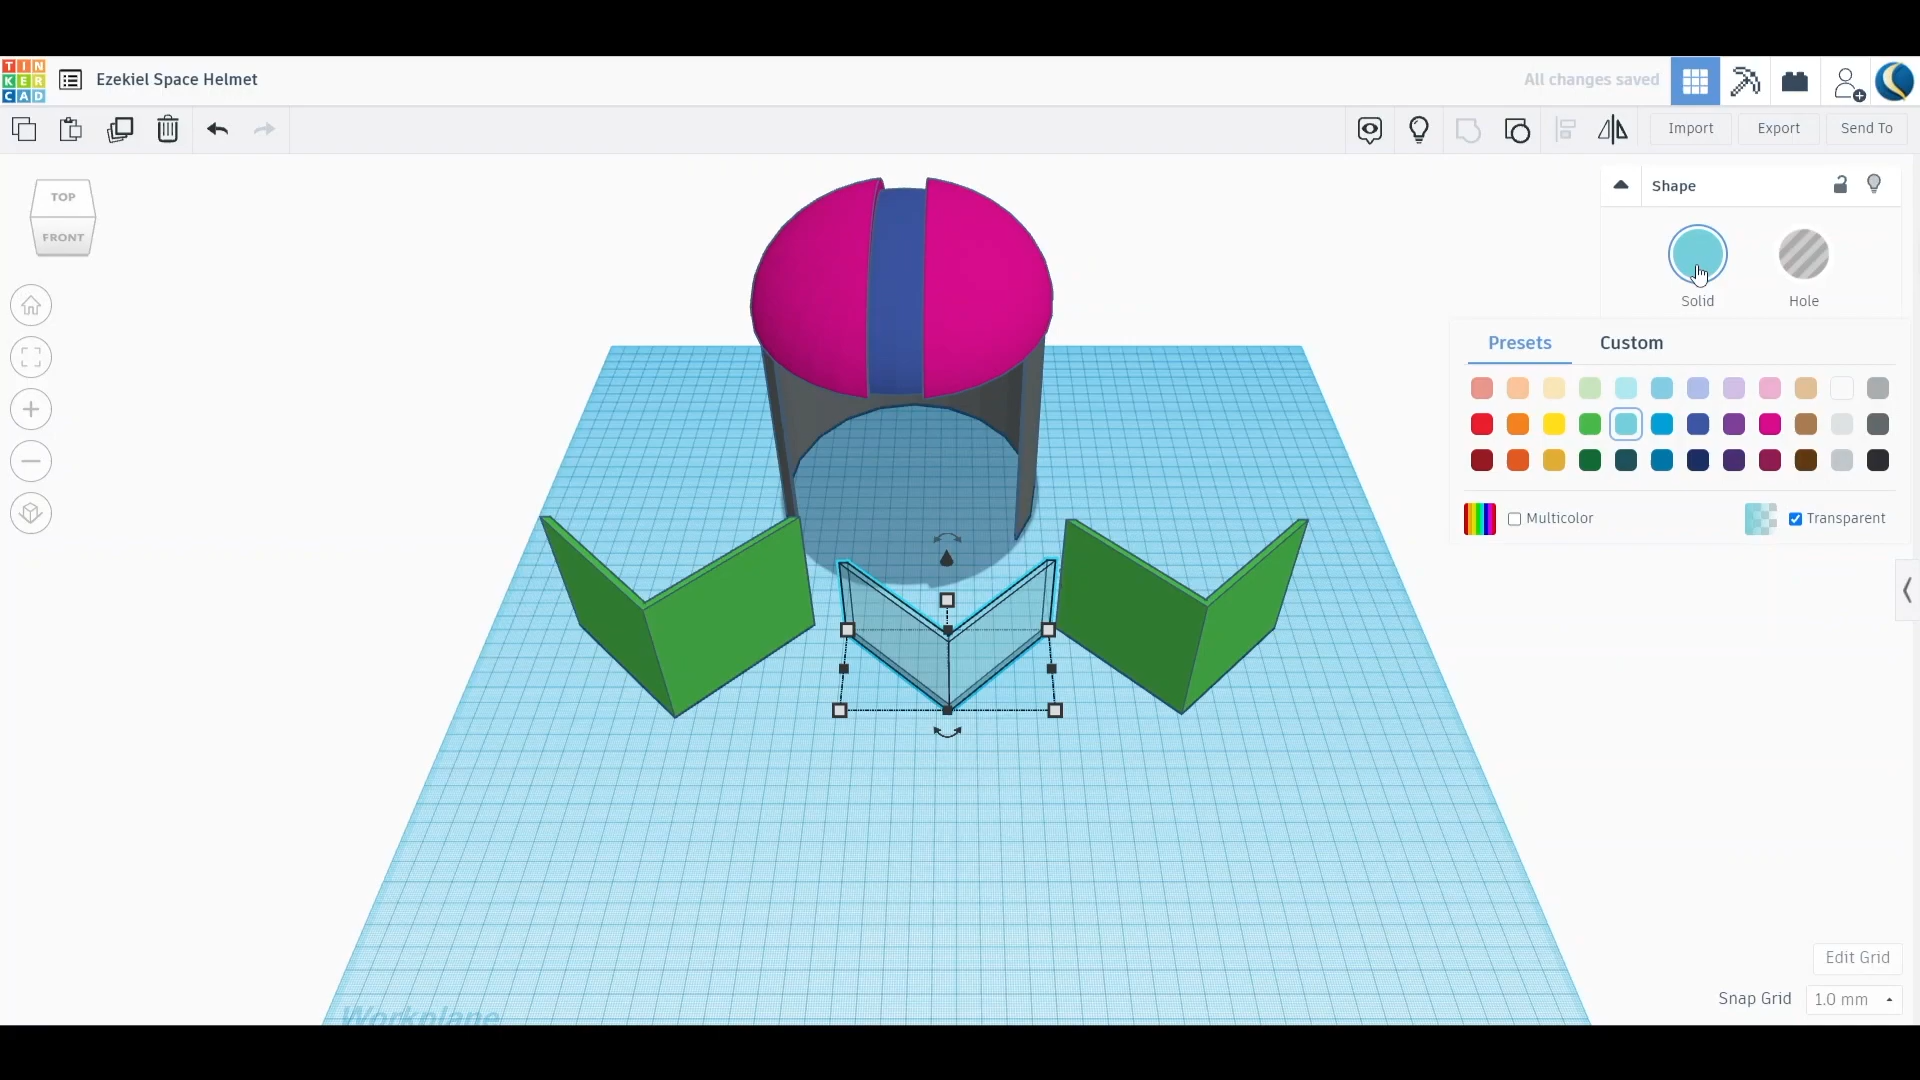 TIN
KER
CAD
Ezekiel Space Helmet
All changes saved
Import
Export
Send To
TOP
FRONT
Shape
Solid
Hole
Presets
Custom
Multicolor
Transparent
Workplane
Edit Grid
Snap Grid
1.0 mm